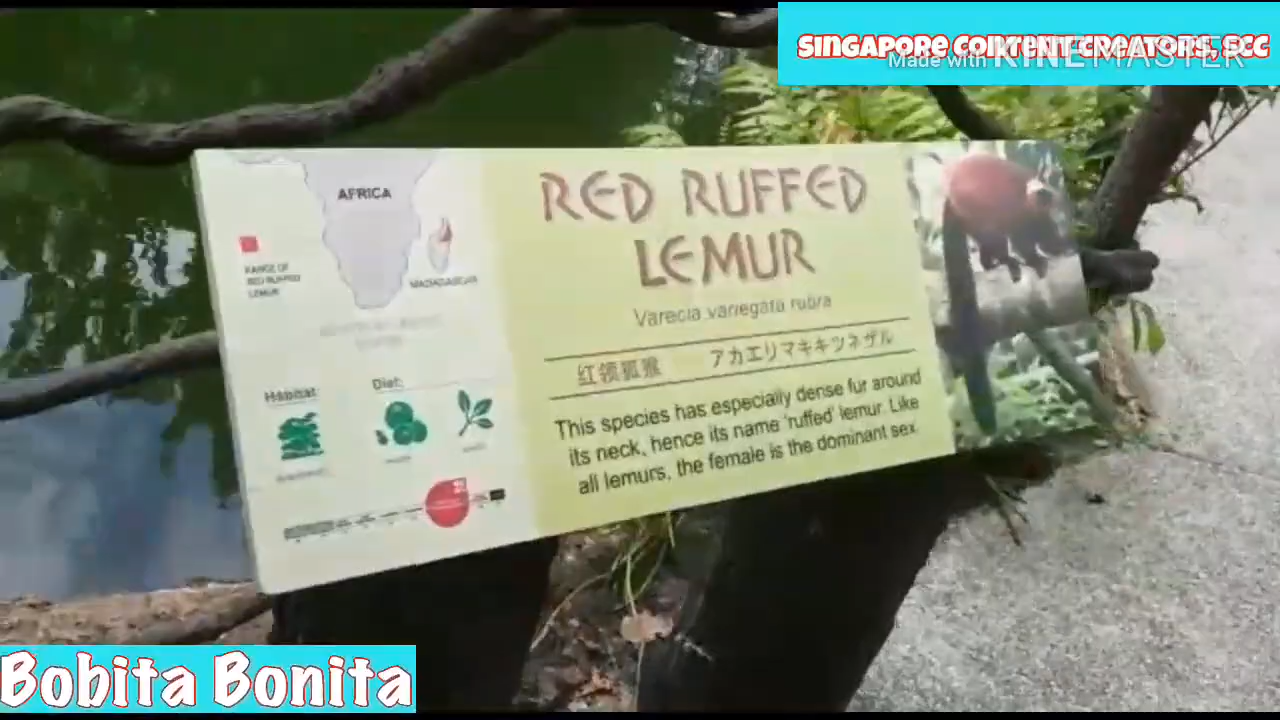 SINGAPORE CONTENT CREATORS, SCC
Made with KINEMASTER
AFRICA
RANGE OF
RED RUFFED
LEMUR
MADAGASCAR
Habitat:
Diet:
RED RUFFED
LEMUR
Varecia variegata rubra
红领狐猴 アカエリマキキツネザル
This species has especially dense fur around
its neck, hence its name 'ruffed' lemur. Like
all lemurs, the female is the dominant sex.
Bobita Bonita